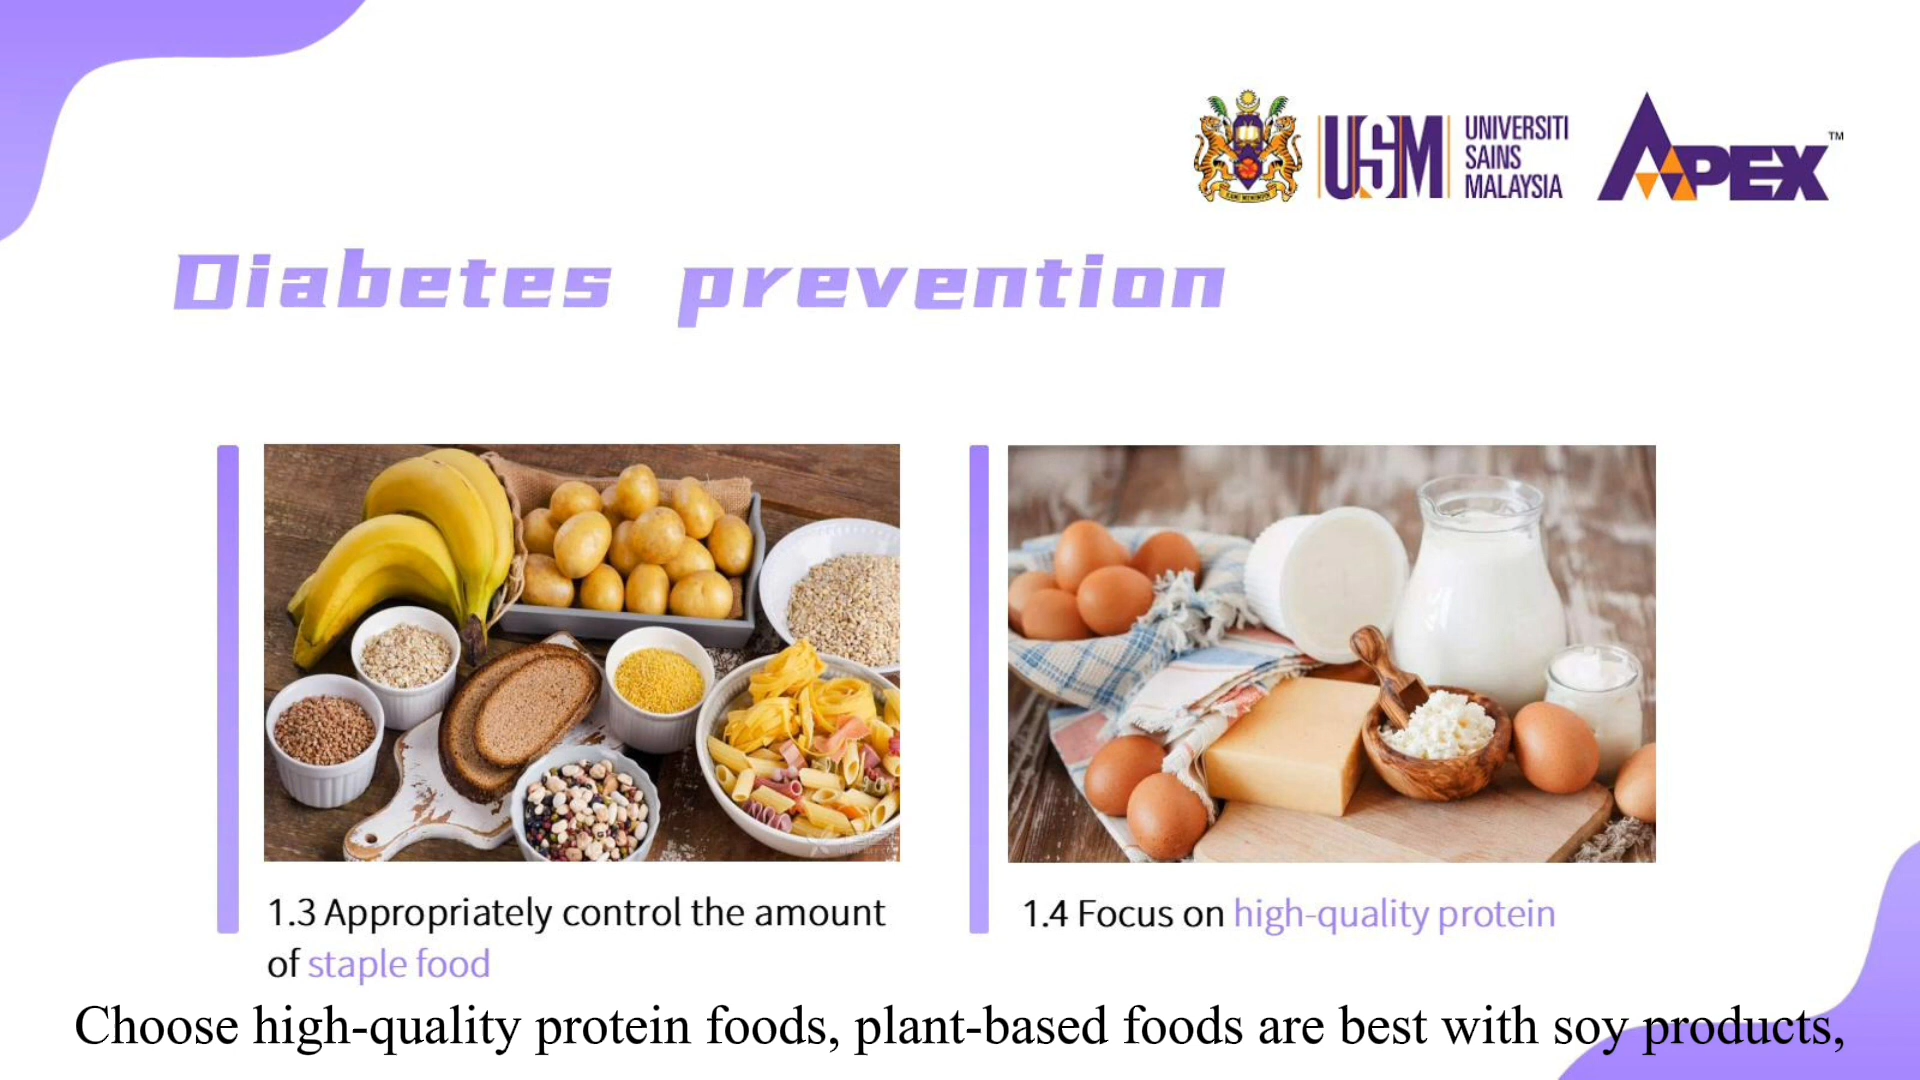 USM
UNIVERSITI
SAINS
MALAYSIA
APEX™
Diabetes prevention
1.3 Appropriately control the amount
of staple food
1.4 Focus on high-quality protein
Choose high-quality protein foods, plant-based foods are best with soy products,